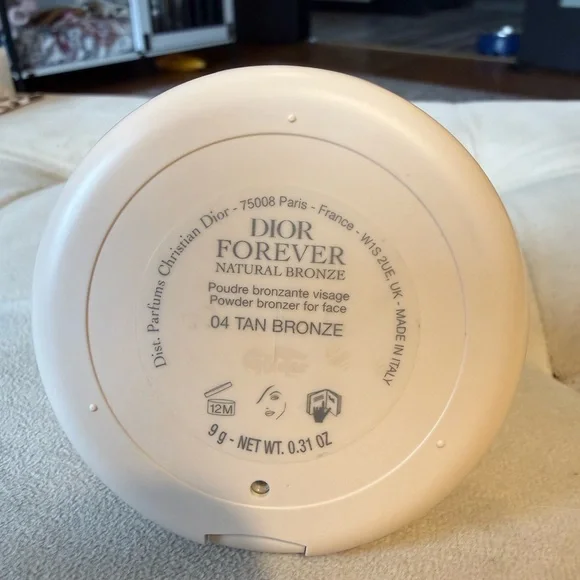 Dist. Parfums Christian Dior - 75008 Paris - France - W1S 2UE, UK - MADE IN ITALY
DIOR
FOREVER
NATURAL BRONZE
Poudre bronzante visage
Powder bronzer for face
04 TAN BRONZE
12M
9 g - NET WT. 0.31 OZ